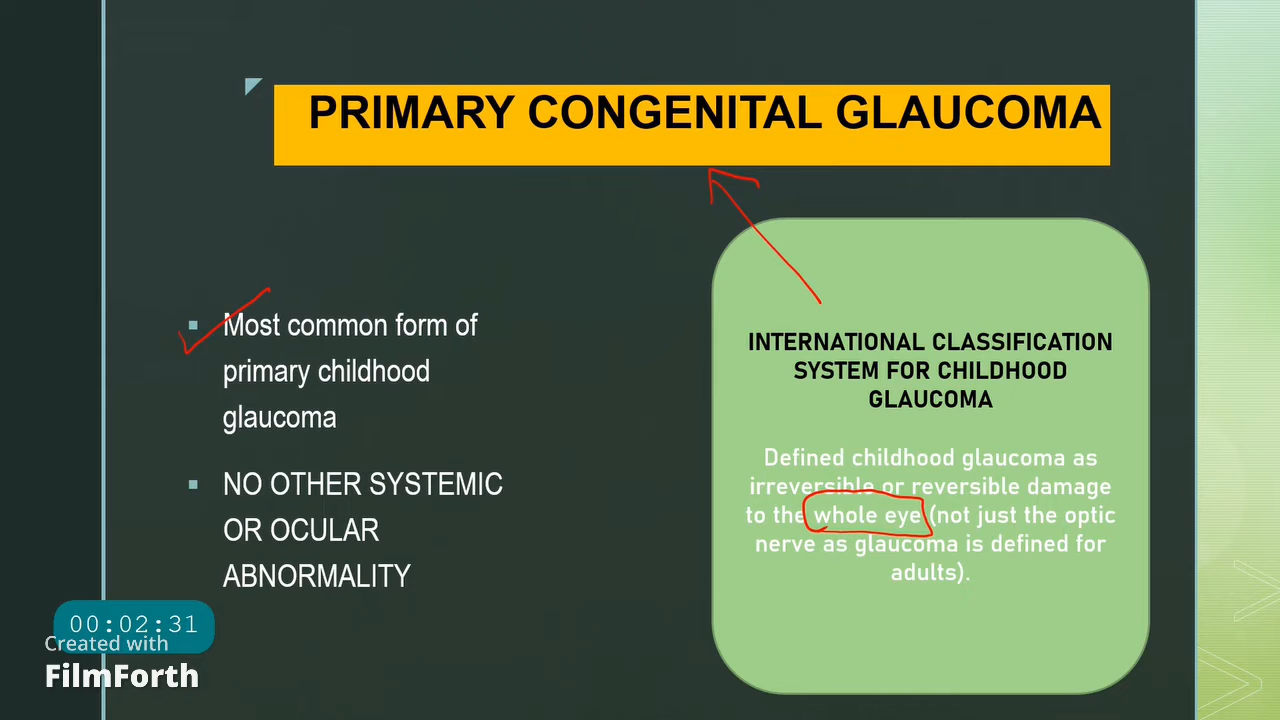 PRIMARY CONGENITAL GLAUCOMA
Most common form of
primary childhood
glaucoma
NO OTHER SYSTEMIC
OR OCULAR
ABNORMALITY
INTERNATIONAL CLASSIFICATION
SYSTEM FOR CHILDHOOD
GLAUCOMA
Defined childhood glaucoma as
irreversible or reversible damage
to the whole eye (not just the optic
nerve as glaucoma is defined for
adults).
00:02:31
Created with
FilmForth